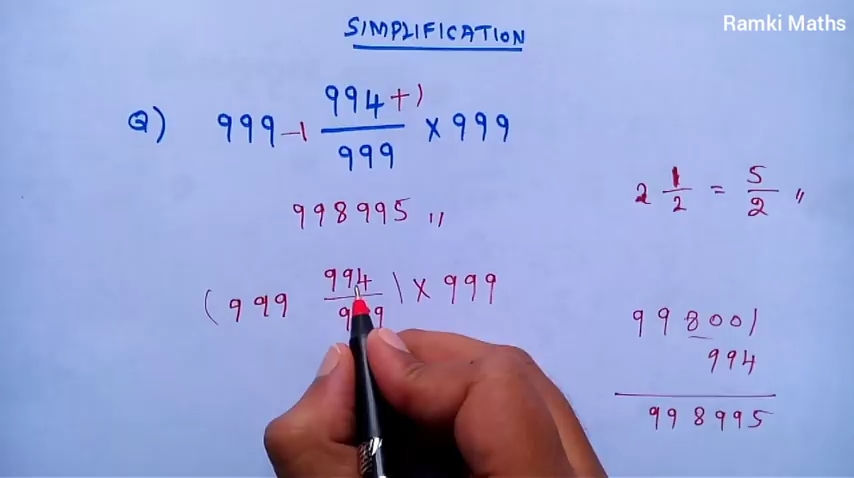 Ramki Maths
SIMPLIFICATION
Q) 999 -1 994 +1 / 999 × 999
998995 ,,
2 1/2 = 5/2 ,,
(999 994 / 999) × 999
998001
994
998995